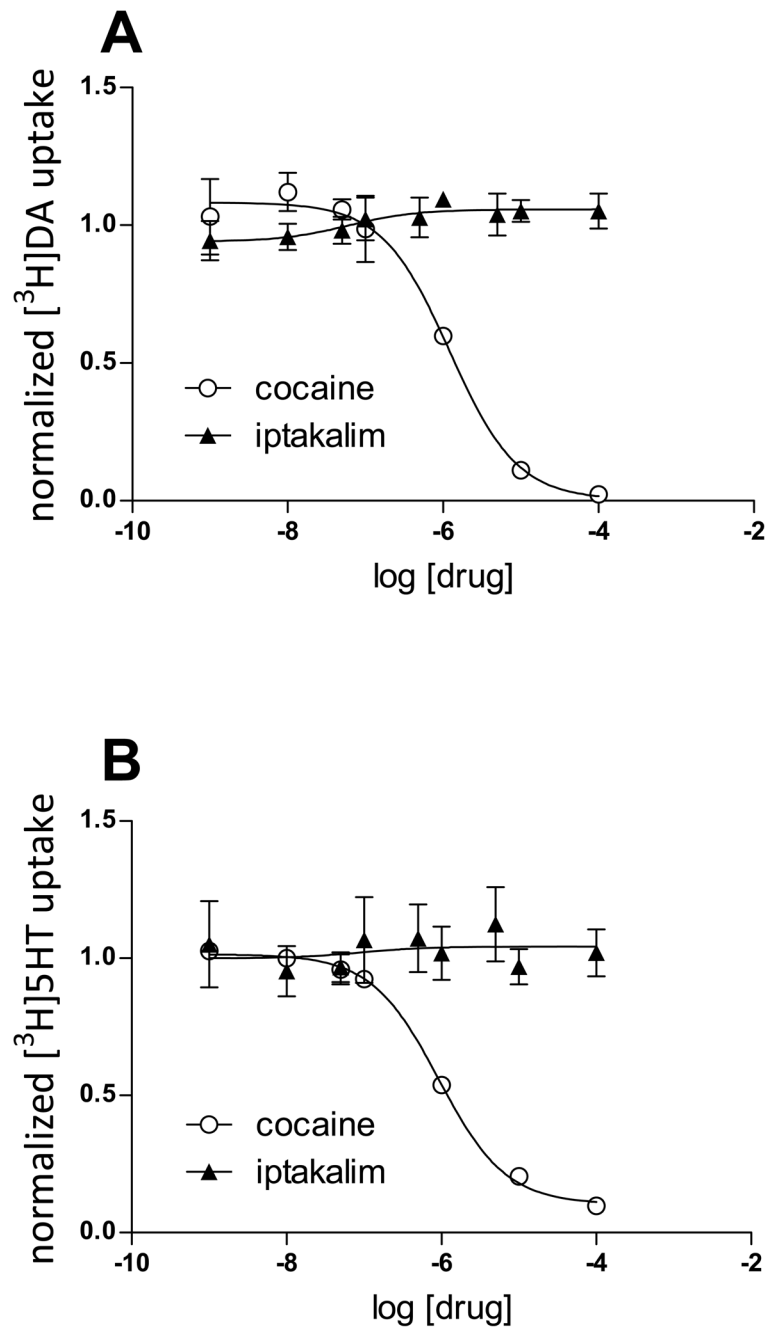 A
normalized [³H]DA uptake
1.5
1.0
0.5
0.0
cocaine
iptakalim
-10
-8
-6
-4
-2
log [drug]
B
normalized [³H]5HT uptake
1.5
1.0
0.5
0.0
cocaine
iptakalim
-10
-8
-6
-4
-2
log [drug]